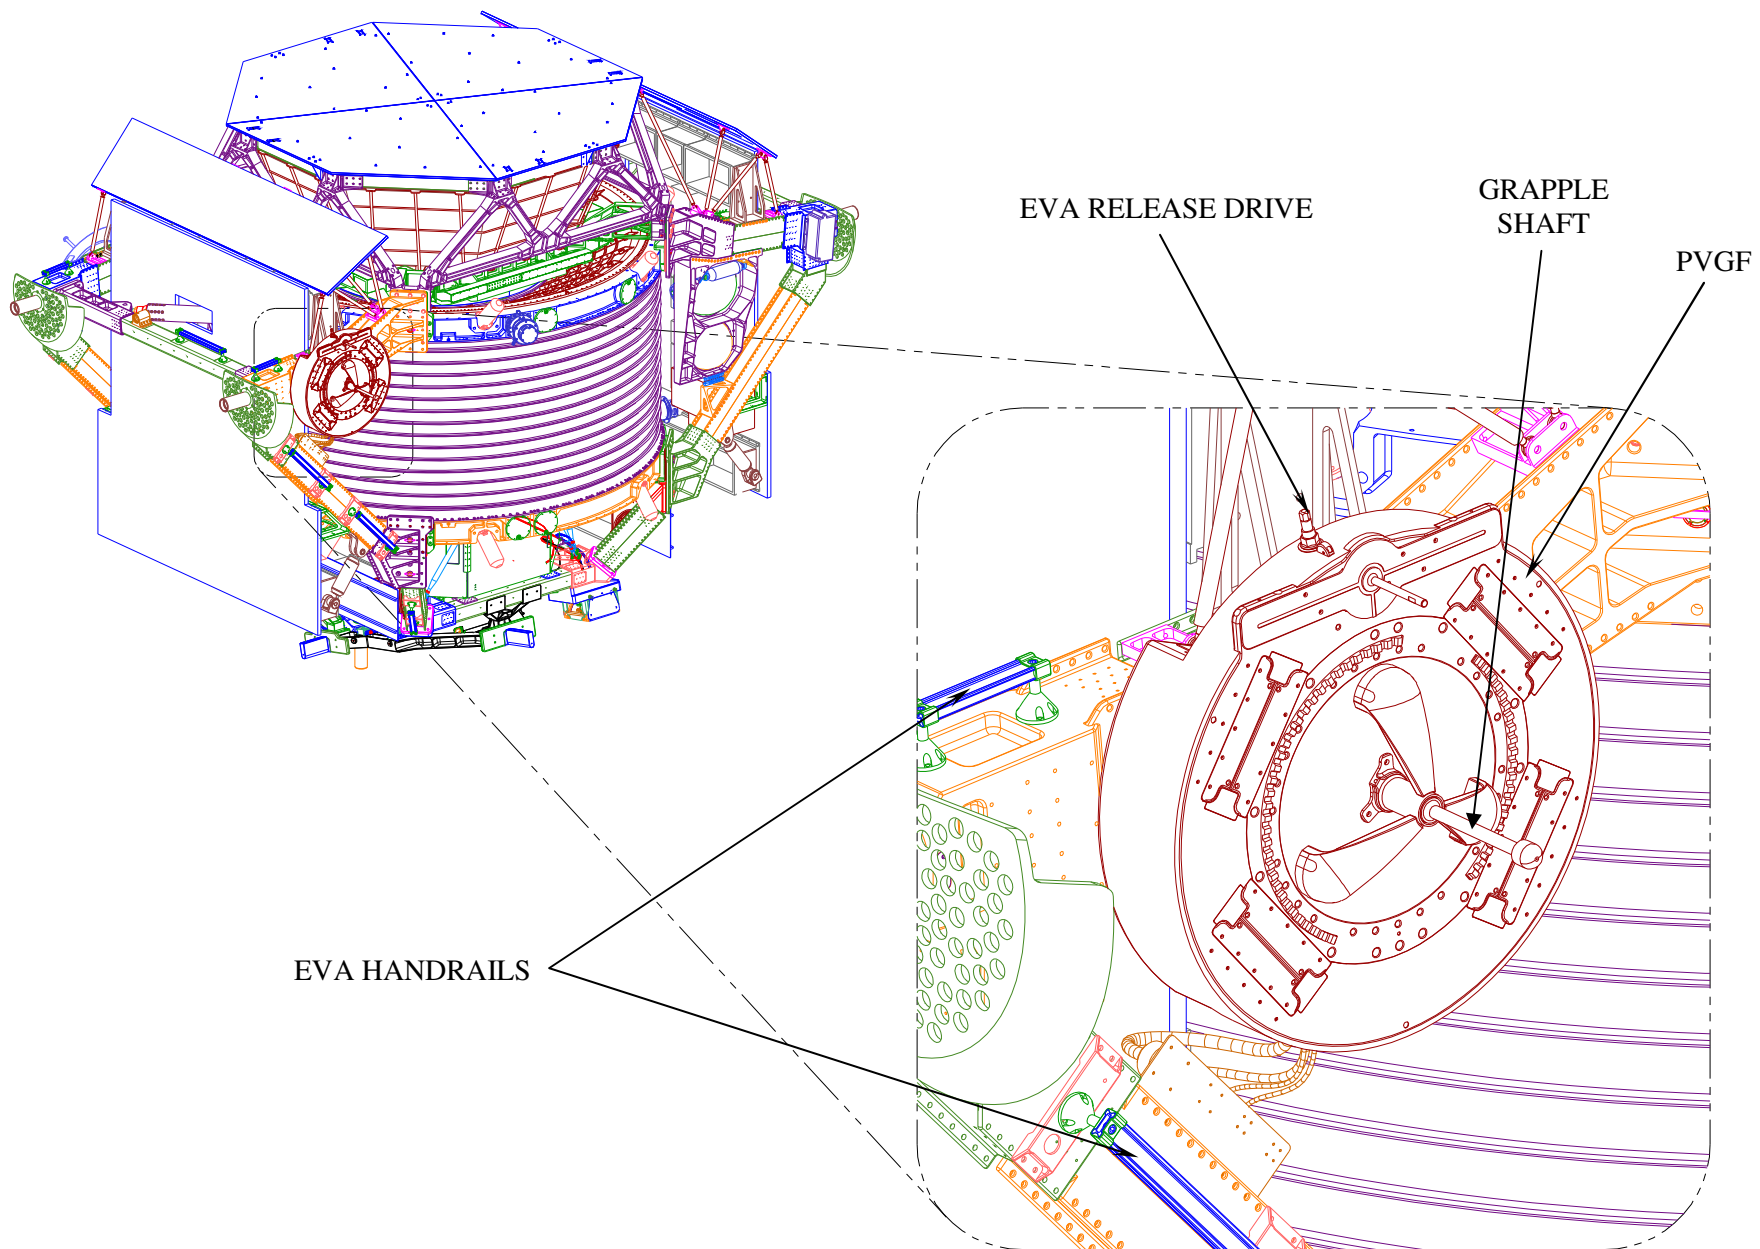 EVA RELEASE DRIVE
GRAPPLE
SHAFT
PVGF
EVA HANDRAILS